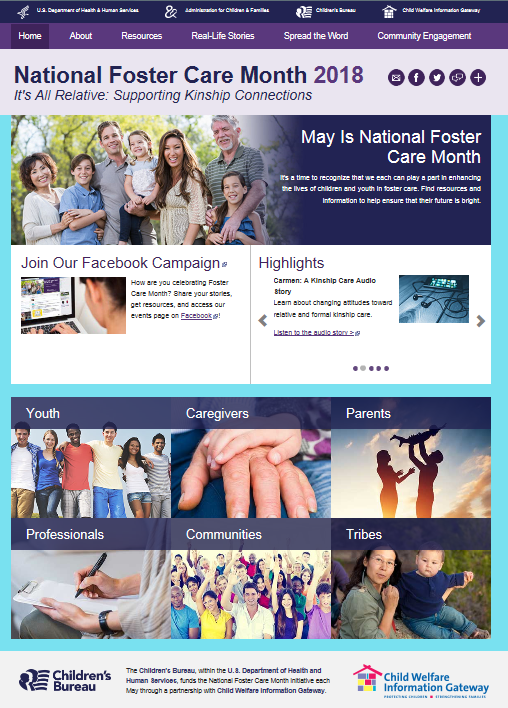 U.S. Department of Health & Human Services
Administration for Children & Families
Children's Bureau
Child Welfare Information Gateway
Home
About
Resources
Real-Life Stories
Spread the Word
Community Engagement
National Foster Care Month 2018
It's All Relative: Supporting Kinship Connections
May Is National Foster
Care Month
It's a time to recognize that we each can play a part in enhancing
the lives of children and youth in foster care. Find resources and
information to help ensure that their future is bright.
Join Our Facebook Campaign
How are you celebrating Foster
Care Month? Share your stories,
get resources, and access our
events page on Facebook!
Highlights
Carmen: A Kinship Care Audio
Story
Learn about changing attitudes toward
relative and formal kinship care.
Listen to the audio story >
Youth
Caregivers
Parents
Professionals
Communities
Tribes
Children's
Bureau
The Children's Bureau, within the U.S. Department of Health and
Human Services, funds the National Foster Care Month initiative each
May through a partnership with Child Welfare Information Gateway.
Child Welfare
Information Gateway
PROTECTING CHILDREN ■ STRENGTHENING FAMILIES